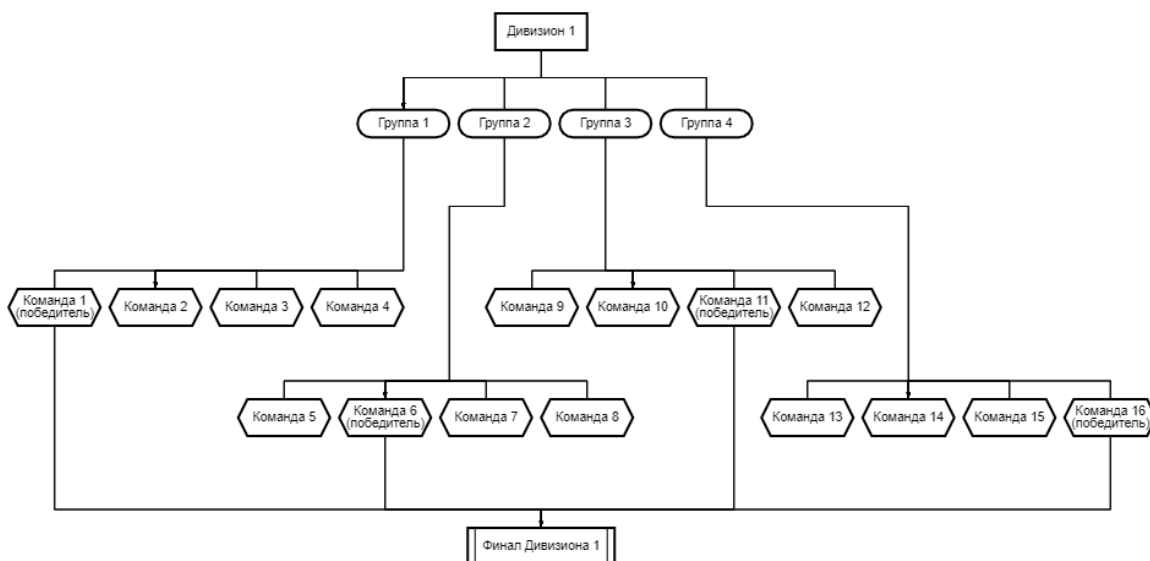 Дивизион 1
Группа 1
Группа 2
Группа 3
Группа 4
Команда 1
(победитель)
Команда 2
Команда 3
Команда 4
Команда 9
Команда 10
Команда 11
(победитель)
Команда 12
Команда 5
Команда 6
(победитель)
Команда 7
Команда 8
Команда 13
Команда 14
Команда 15
Команда 16
(победитель)
Финал Дивизиона 1